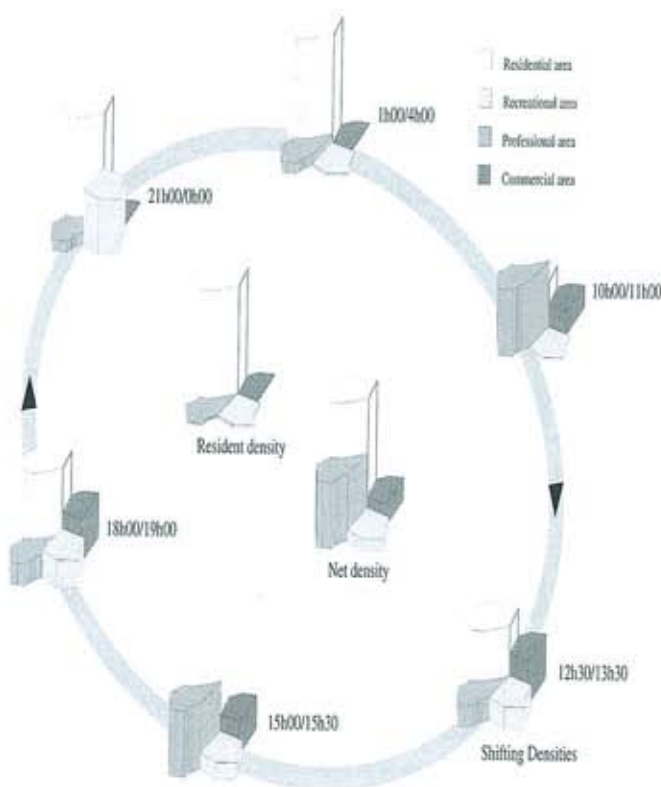 Residential area
Recreational area
Professional area
Commercial area
1h00/4h00
21h00/0h00
10h00/11h00
Resident density
Net density
18h00/19h00
12h30/13h30
15h00/15h30
Shifting Densities